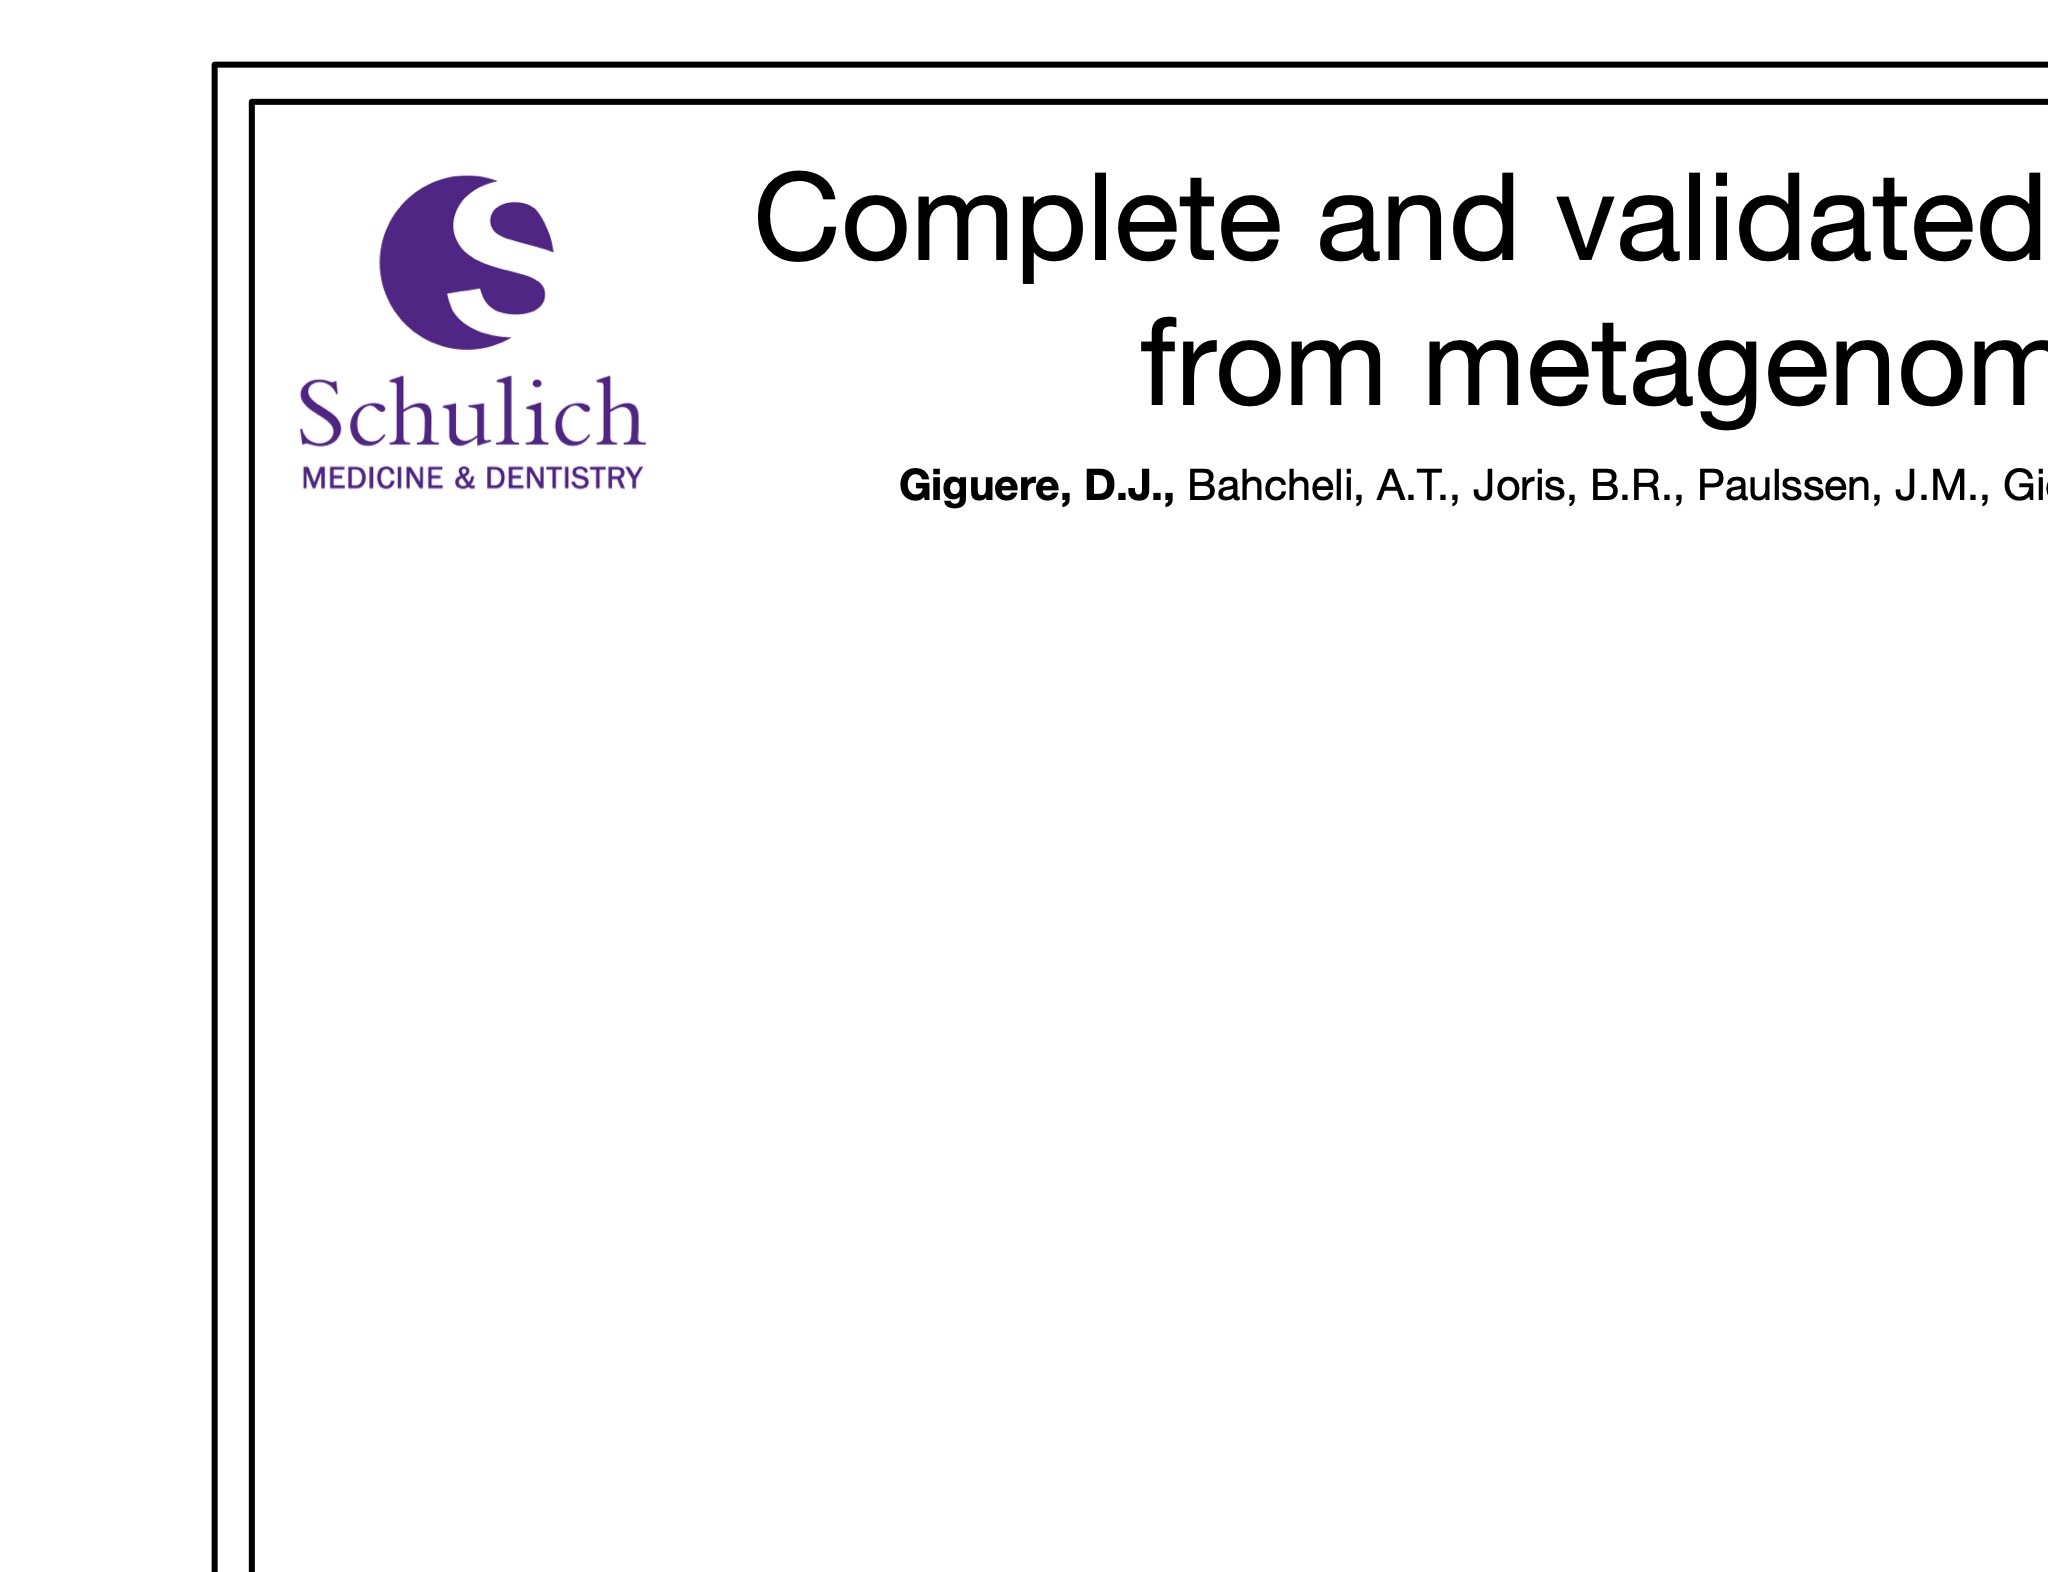 Schulich
MEDICINE & DENTISTRY
Complete and validated
from metagenom
Giguere, D.J., Bahcheli, A.T., Joris, B.R., Paulssen, J.M., Gi